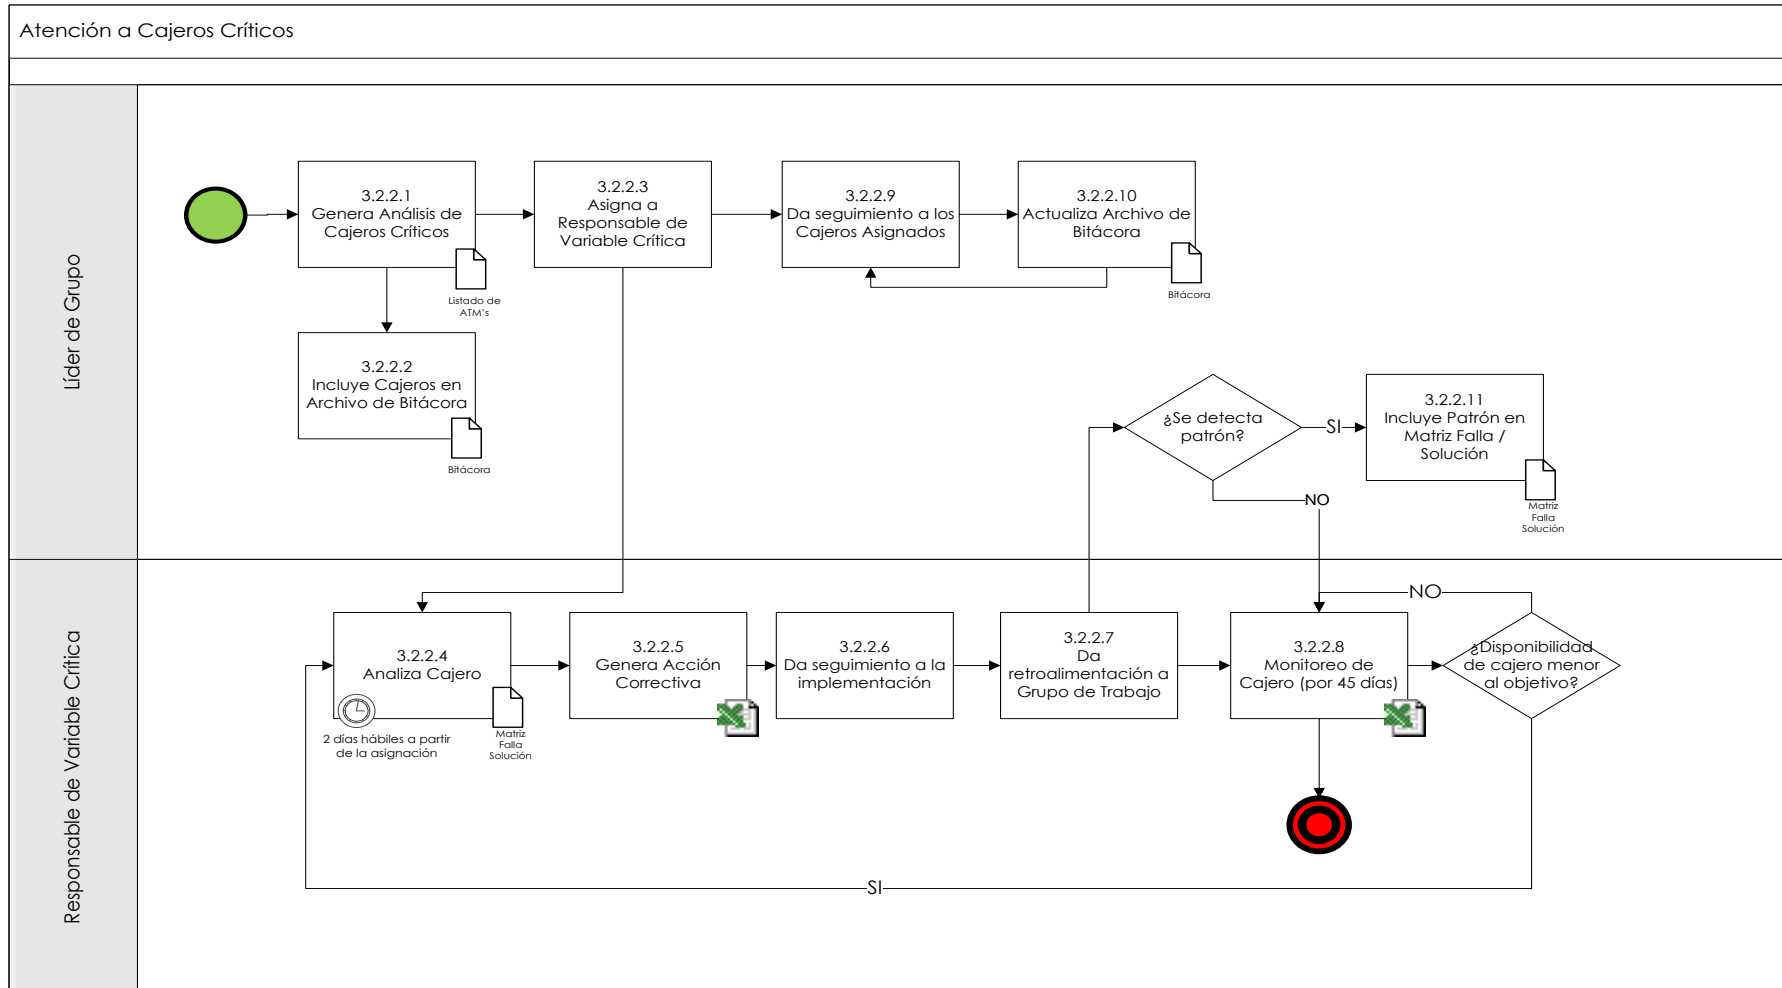 Atención a Cajeros Críticos
Líder de Grupo
3.2.2.1
Genera Análisis de
Cajeros Críticos
Listado de
ATM's
3.2.2.3
Asigna a
Responsable de
Variable Crítica
3.2.2.9
Da seguimiento a los
Cajeros Asignados
3.2.2.10
Actualiza Archivo de
Bitácora
Bitácora
3.2.2.2
Incluye Cajeros en
Archivo de Bitácora
Bitácora
¿Se detecta
patrón?
SI
3.2.2.11
Incluye Patrón en
Matriz Falla /
Solución
Matriz
Falla
Solución
NO
Responsable de Variable Crítica
3.2.2.4
Analiza Cajero
2 días hábiles a partir
de la asignación
Matriz
Falla
Solución
3.2.2.5
Genera Acción
Correctiva
3.2.2.6
Da seguimiento a la
implementación
3.2.2.7
Da
retroalimentación a
Grupo de Trabajo
3.2.2.8
Monitoreo de
Cajero (por 45 días)
NO
¿Disponibilidad
de cajero menor
al objetivo?
SI